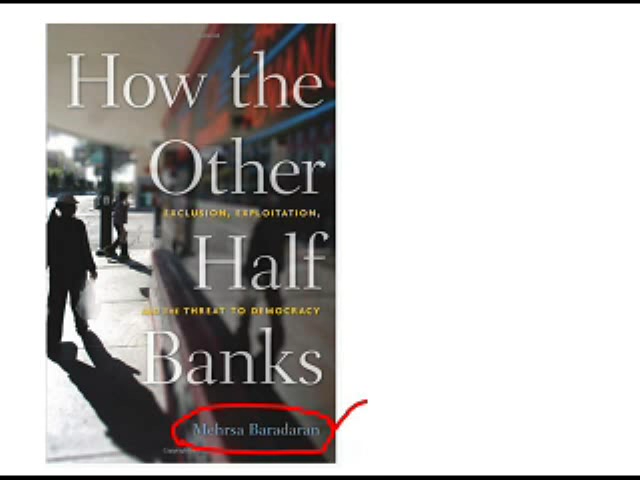 How the
Other
EXCLUSION, EXPLOITATION,
Half
AND THE THREAT TO DEMOCRACY
Banks
Mehrsa Baradaran